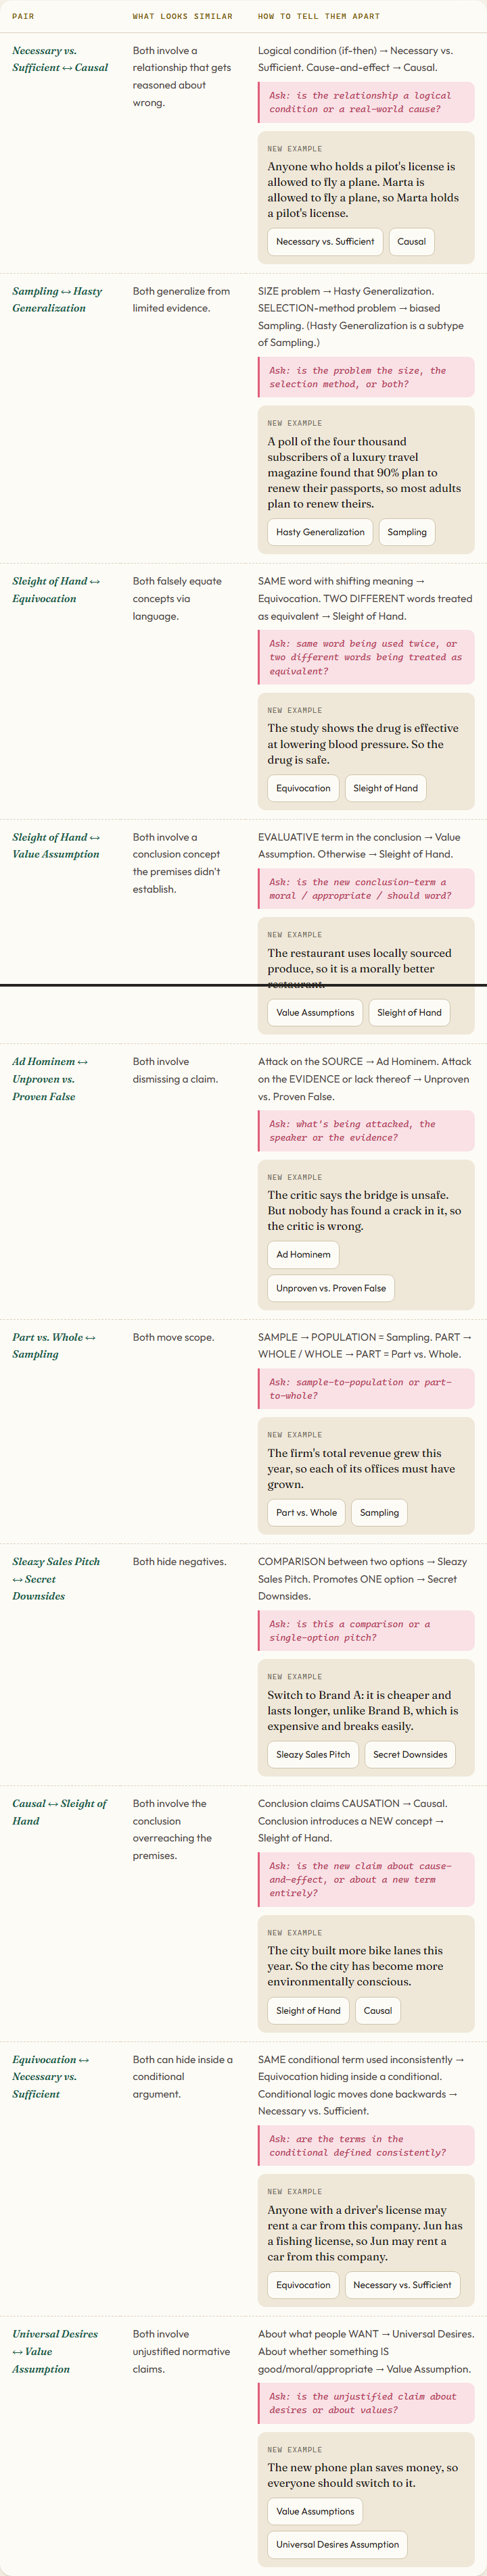 PAIR
WHAT LOOKS SIMILAR
HOW TO TELL THEM APART
Necessary vs.
Sufficient ↔ Causal
Both involve a
relationship that gets
reasoned about
wrong.
Logical condition (if-then) → Necessary vs.
Sufficient. Cause-and-effect → Causal.
Ask: is the relationship a logical
condition or a real-world cause?
NEW EXAMPLE
Anyone who holds a pilot's license is
allowed to fly a plane. Marta is
allowed to fly a plane, so Marta holds
a pilot's license.
Necessary vs. Sufficient
Causal
Sampling ↔ Hasty
Generalization
Both generalize from
limited evidence.
SIZE problem → Hasty Generalization.
SELECTION-method problem → biased
Sampling. (Hasty Generalization is a subtype
of Sampling.)
Ask: is the problem the size, the
selection method, or both?
NEW EXAMPLE
A poll of the four thousand
subscribers of a luxury travel
magazine found that 90% plan to
renew their passports, so most adults
plan to renew theirs.
Hasty Generalization
Sampling
Sleight of Hand ↔
Equivocation
Both falsely equate
concepts via
language.
SAME word with shifting meaning →
Equivocation. TWO DIFFERENT words treated
as equivalent → Sleight of Hand.
Ask: same word being used twice, or
two different words being treated as
equivalent?
NEW EXAMPLE
The study shows the drug is effective
at lowering blood pressure. So the
drug is safe.
Equivocation
Sleight of Hand
Sleight of Hand ↔
Value Assumption
Both involve a
conclusion concept
the premises didn't
establish.
EVALUATIVE term in the conclusion → Value
Assumption. Otherwise → Sleight of Hand.
Ask: is the new conclusion-term a
moral / appropriate / should word?
NEW EXAMPLE
The restaurant uses locally sourced
produce, so it is a morally better
restaurant.
Value Assumptions
Sleight of Hand
Ad Hominem ↔
Unproven vs.
Proven False
Both involve
dismissing a claim.
Attack on the SOURCE → Ad Hominem. Attack
on the EVIDENCE or lack thereof → Unproven
vs. Proven False.
Ask: what's being attacked, the
speaker or the evidence?
NEW EXAMPLE
The critic says the bridge is unsafe.
But nobody has found a crack in it, so
the critic is wrong.
Ad Hominem
Unproven vs. Proven False
Part vs. Whole ↔
Sampling
Both move scope.
SAMPLE → POPULATION = Sampling. PART →
WHOLE / WHOLE → PART = Part vs. Whole.
Ask: sample-to-population or part-
to-whole?
NEW EXAMPLE
The firm's total revenue grew this
year, so each of its offices must have
grown.
Part vs. Whole
Sampling
Sleazy Sales Pitch
↔ Secret
Downsides
Both hide negatives.
COMPARISON between two options → Sleazy
Sales Pitch. Promotes ONE option → Secret
Downsides.
Ask: is this a comparison or a
single-option pitch?
NEW EXAMPLE
Switch to Brand A: it is cheaper and
lasts longer, unlike Brand B, which is
expensive and breaks easily.
Sleazy Sales Pitch
Secret Downsides
Causal ↔ Sleight of
Hand
Both involve the
conclusion
overreaching the
premises.
Conclusion claims CAUSATION → Causal.
Conclusion introduces a NEW concept →
Sleight of Hand.
Ask: is the new claim about cause-
and-effect, or about a new term
entirely?
NEW EXAMPLE
The city built more bike lanes this
year. So the city has become more
environmentally conscious.
Sleight of Hand
Causal
Equivocation ↔
Necessary vs.
Sufficient
Both can hide inside a
conditional
argument.
SAME conditional term used inconsistently →
Equivocation hiding inside a conditional.
Conditional logic moves done backwards →
Necessary vs. Sufficient.
Ask: are the terms in the
conditional defined consistently?
NEW EXAMPLE
Anyone with a driver's license may
rent a car from this company. Jun has
a fishing license, so Jun may rent a
car from this company.
Equivocation
Necessary vs. Sufficient
Universal Desires
↔ Value
Assumption
Both involve
unjustified normative
claims.
About what people WANT → Universal Desires.
About whether something IS
good/moral/appropriate → Value Assumption.
Ask: is the unjustified claim about
desires or about values?
NEW EXAMPLE
The new phone plan saves money, so
everyone should switch to it.
Value Assumptions
Universal Desires Assumption